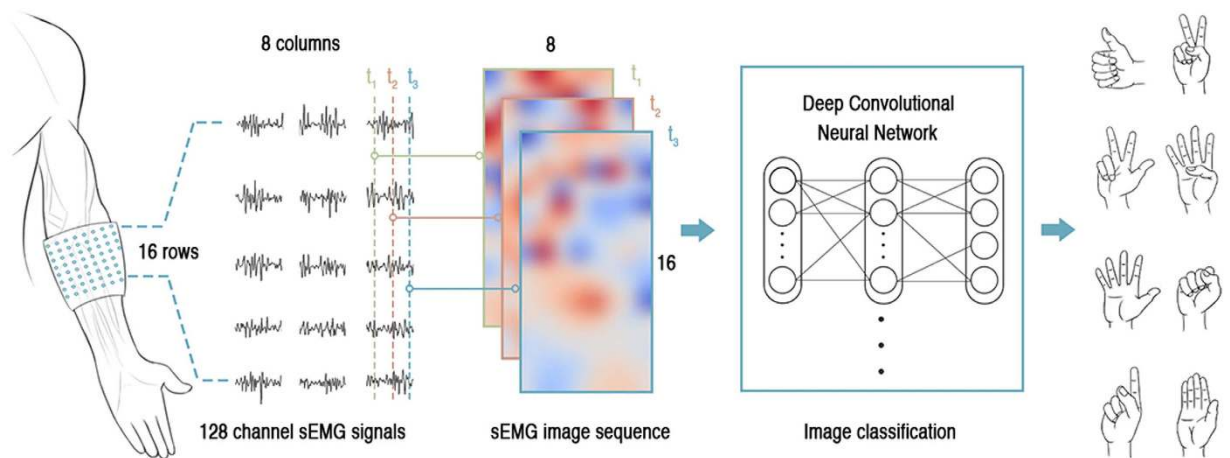 8 columns
8
t₁ t₂ t₃
t₁
t₂
t₃
Deep Convolutional
Neural Network
16 rows
16
128 channel sEMG signals
sEMG image sequence
Image classification